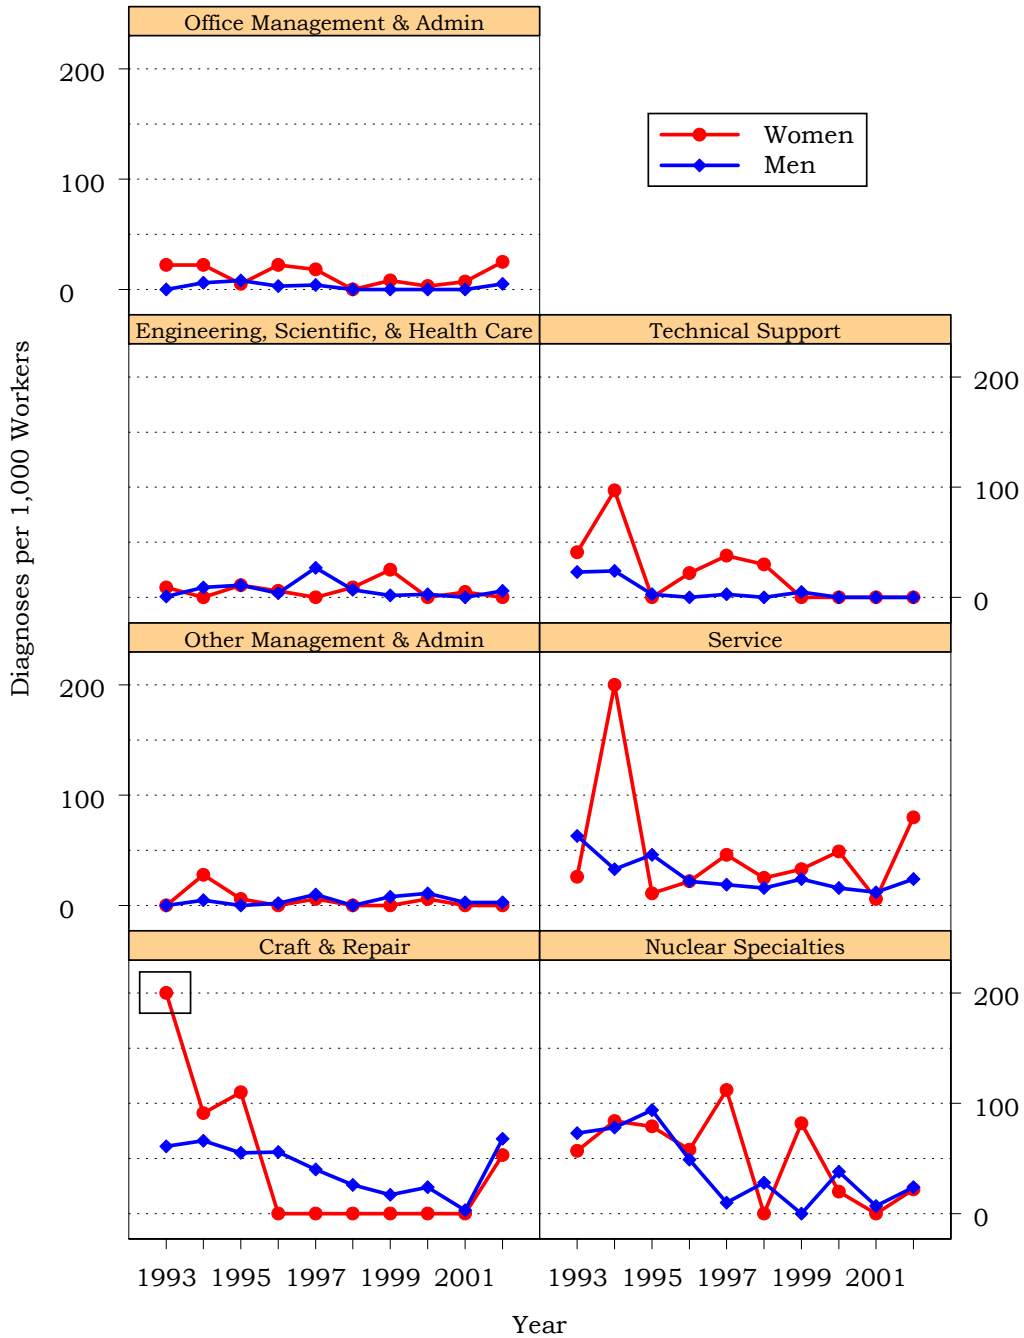 Office Management & Admin
200
100
0
Women
Men
Engineering, Scientific, & Health Care
Technical Support
200
100
0
Diagnoses per 1,000 Workers
Other Management & Admin
Service
200
100
0
Craft & Repair
Nuclear Specialties
200
100
0
1993 1995 1997 1999 2001 1993 1995 1997 1999 2001
Year